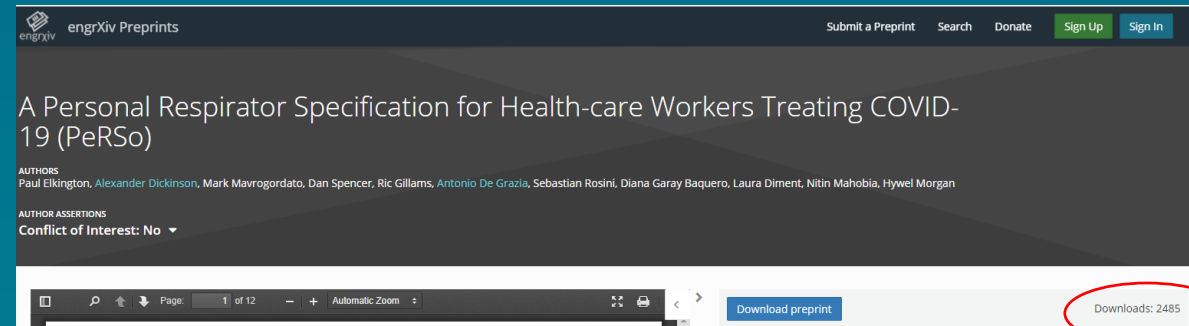 engrXiv
engrXiv Preprints
Submit a Preprint
Search
Donate
Sign Up
Sign In
A Personal Respirator Specification for Health-care Workers Treating COVID-
19 (PeRSo)
AUTHORS
Paul Elkington, Alexander Dickinson, Mark Mavrogordato, Dan Spencer, Ric Gillams, Antonio De Grazia, Sebastian Rosini, Diana Garay Baquero, Laura Diment, Nitin Mahobia, Hywel Morgan
AUTHOR ASSERTIONS
Conflict of Interest: No
Page: 1 of 12
Automatic Zoom
Download preprint
Downloads: 2485